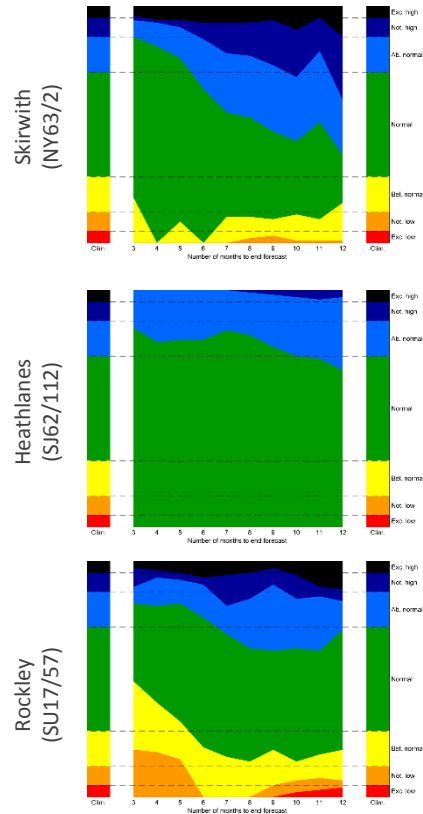 Skirwith
(NY63/2)
Exc. high
Not. high
Ab. normal
Normal
Bel. normal
Not. low
Exc. low
Clim.
3 4 5 6 7 8 9 10 11 12
Clim.
Number of months to end forecast
Heathlanes
(SJ62/112)
Exc. high
Not. high
Ab. normal
Normal
Bel. normal
Not. low
Exc. low
Clim.
3 4 5 6 7 8 9 10 11 12
Clim.
Number of months to end forecast
Rockley
(SU17/57)
Exc. high
Not. high
Ab. normal
Normal
Bel. normal
Not. low
Exc. low
Clim.
3 4 5 6 7 8 9 10 11 12
Clim.
Number of months to end forecast